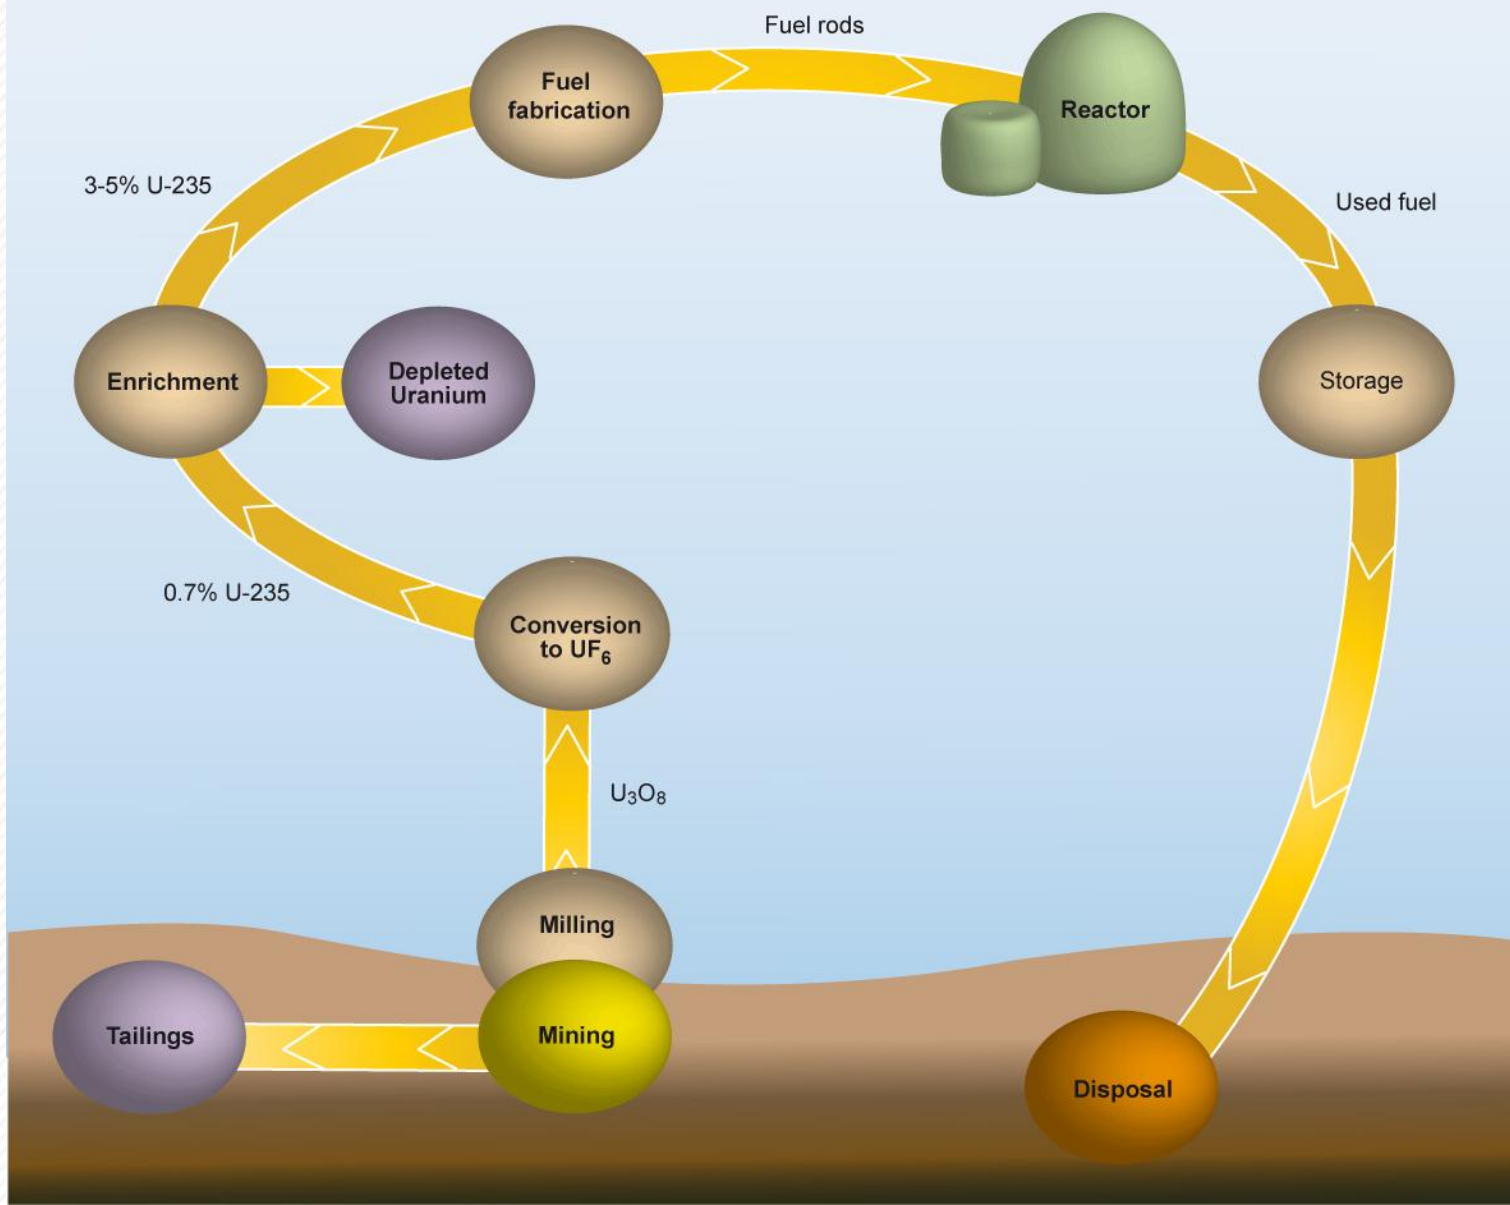 Fuel rods
Fuel
fabrication
Reactor
3-5% U-235
Used fuel
Enrichment
Depleted
Uranium
Storage
0.7% U-235
Conversion
to UF₆
U₃O₈
Milling
Tailings
Mining
Disposal